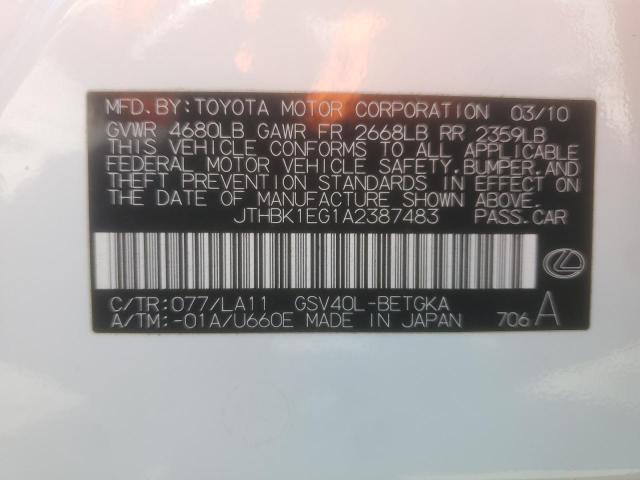 MFD.BY:TOYOTA MOTOR CORPORATION 03/10
GVWR 4680LB GAWR FR 2668LB RR 2359LB
THIS VEHICLE CONFORMS TO ALL APPLICABLE
FEDERAL MOTOR VEHICLE SAFETY,BUMPER,AND
THEFT PREVENTION STANDARDS IN EFFECT ON
THE DATE OF MANUFACTURE SHOWN ABOVE.
JTHBK1EG1A2387483 PASS.CAR
C/TR:077/LA11 GSV40L-BETGKA
A/TM:-01A/U660E MADE IN JAPAN 706 A